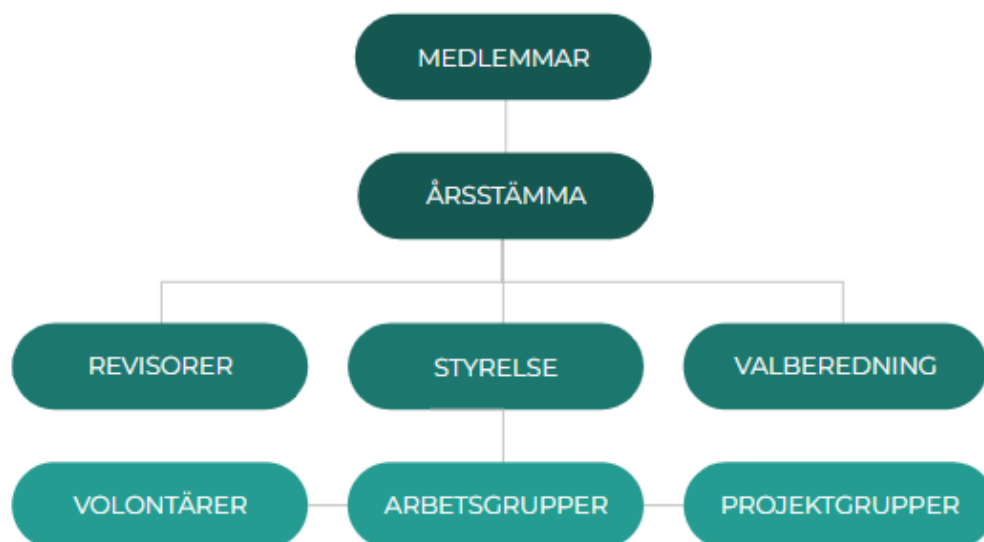 MEDLEMMAR
ÅRSSTÄMMA
REVISORER
STYRELSE
VALBEREDNING
VOLONTÄRER
ARBETSGRUPPER
PROJEKTGRUPPER